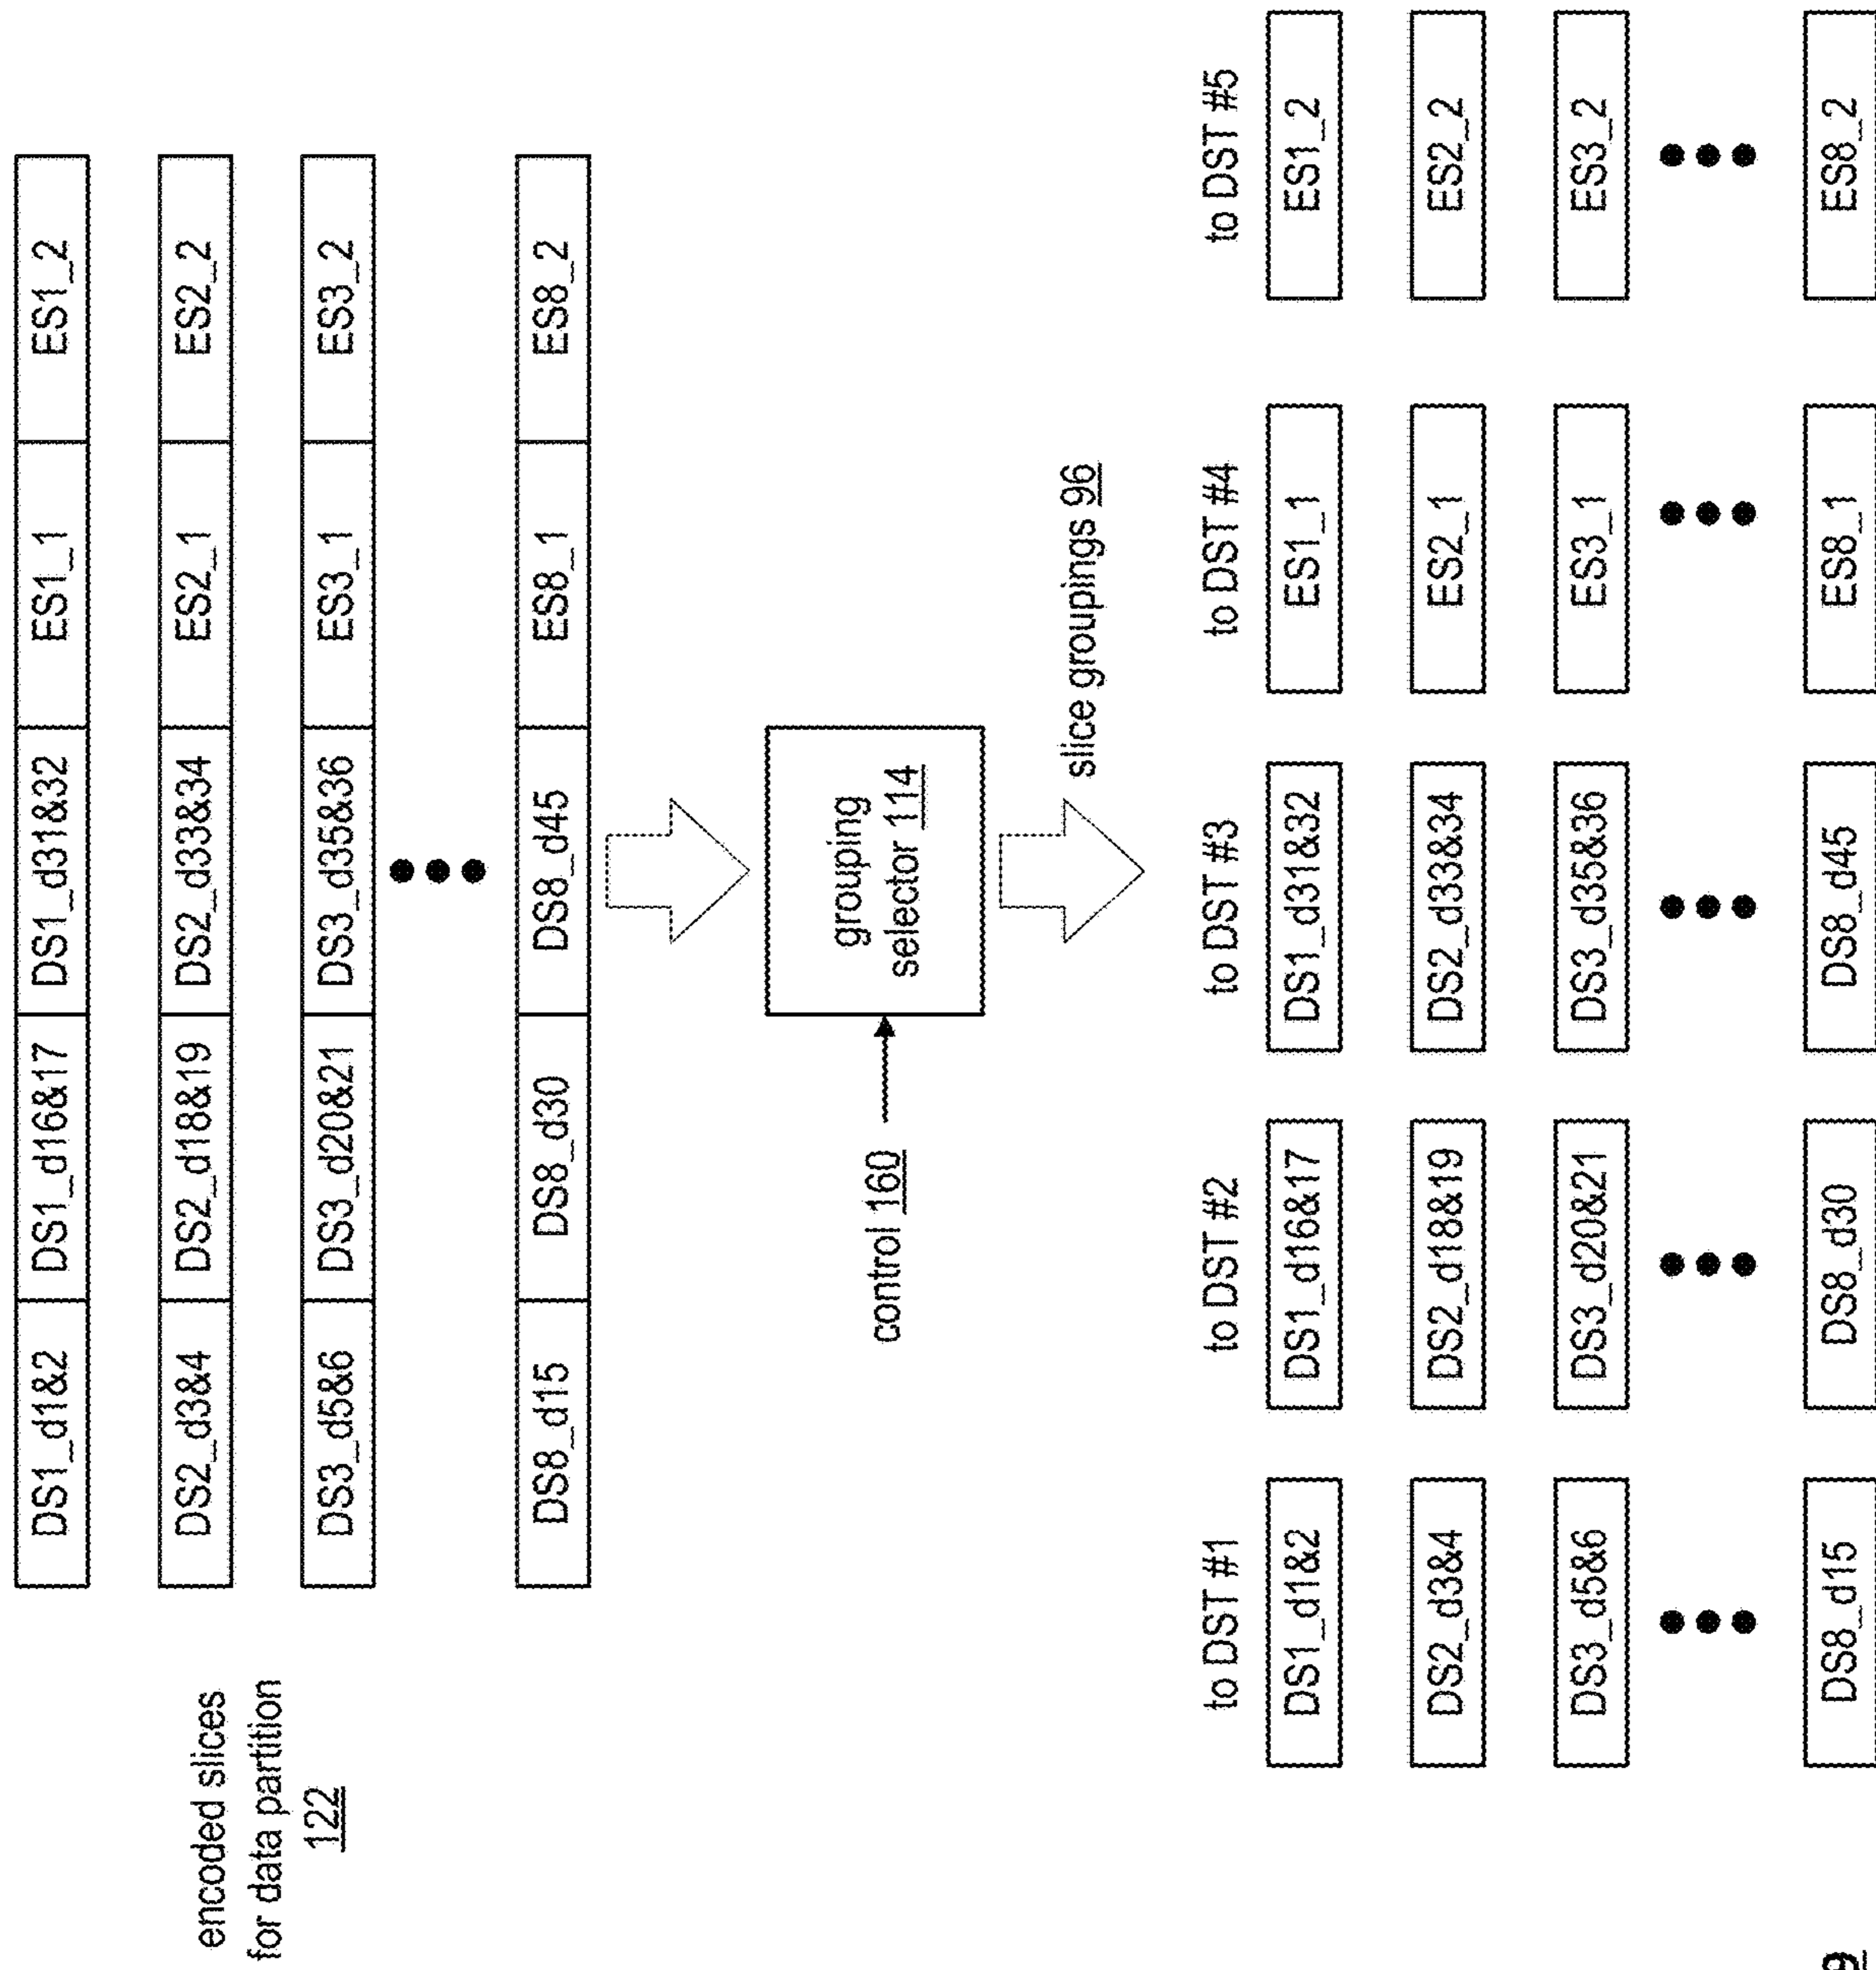 encoded slices
for data partition
122
DS1_d1&2 DS1_d16&17 DS1_d31&32 ES1_1 ES1_2
DS2_d3&4 DS2_d18&19 DS2_d33&34 ES2_1 ES2_2
DS3_d5&6 DS3_d20&21 DS3_d35&36 ES3_1 ES3_2
DS8_d15 DS8_d30 DS8_d45 ES8_1 ES8_2
control 160
grouping
selector 114
slice groupings 96
to DST #1 to DST #2 to DST #3 to DST #4 to DST #5
DS1_d1&2 DS1_d16&17 DS1_d31&32 ES1_1 ES1_2
DS2_d3&4 DS2_d18&19 DS2_d33&34 ES2_1 ES2_2
DS3_d5&6 DS3_d20&21 DS3_d35&36 ES3_1 ES3_2
DS8_d15 DS8_d30 DS8_d45 ES8_1 ES8_2